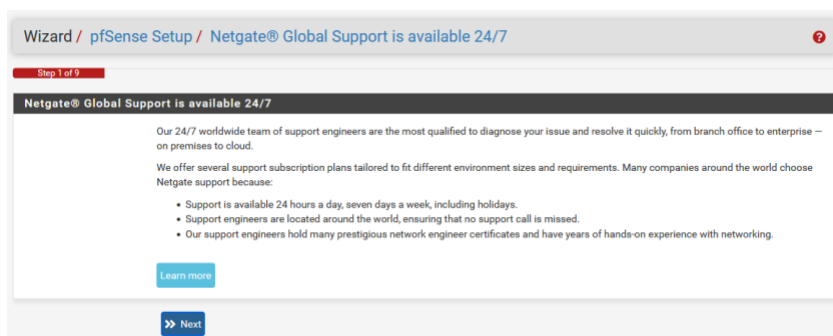 Wizard / pfSense Setup / Netgate® Global Support is available 24/7
Step 1 of 9
Netgate® Global Support is available 24/7
Our 24/7 worldwide team of support engineers are the most qualified to diagnose your issue and resolve it quickly, from branch office to enterprise —
on premises to cloud.
We offer several support subscription plans tailored to fit different environment sizes and requirements. Many companies around the world choose
Netgate support because:
• Support is available 24 hours a day, seven days a week, including holidays.
• Support engineers are located around the world, ensuring that no support call is missed.
• Our support engineers hold many prestigious network engineer certificates and have years of hands-on experience with networking.
Learn more
Next